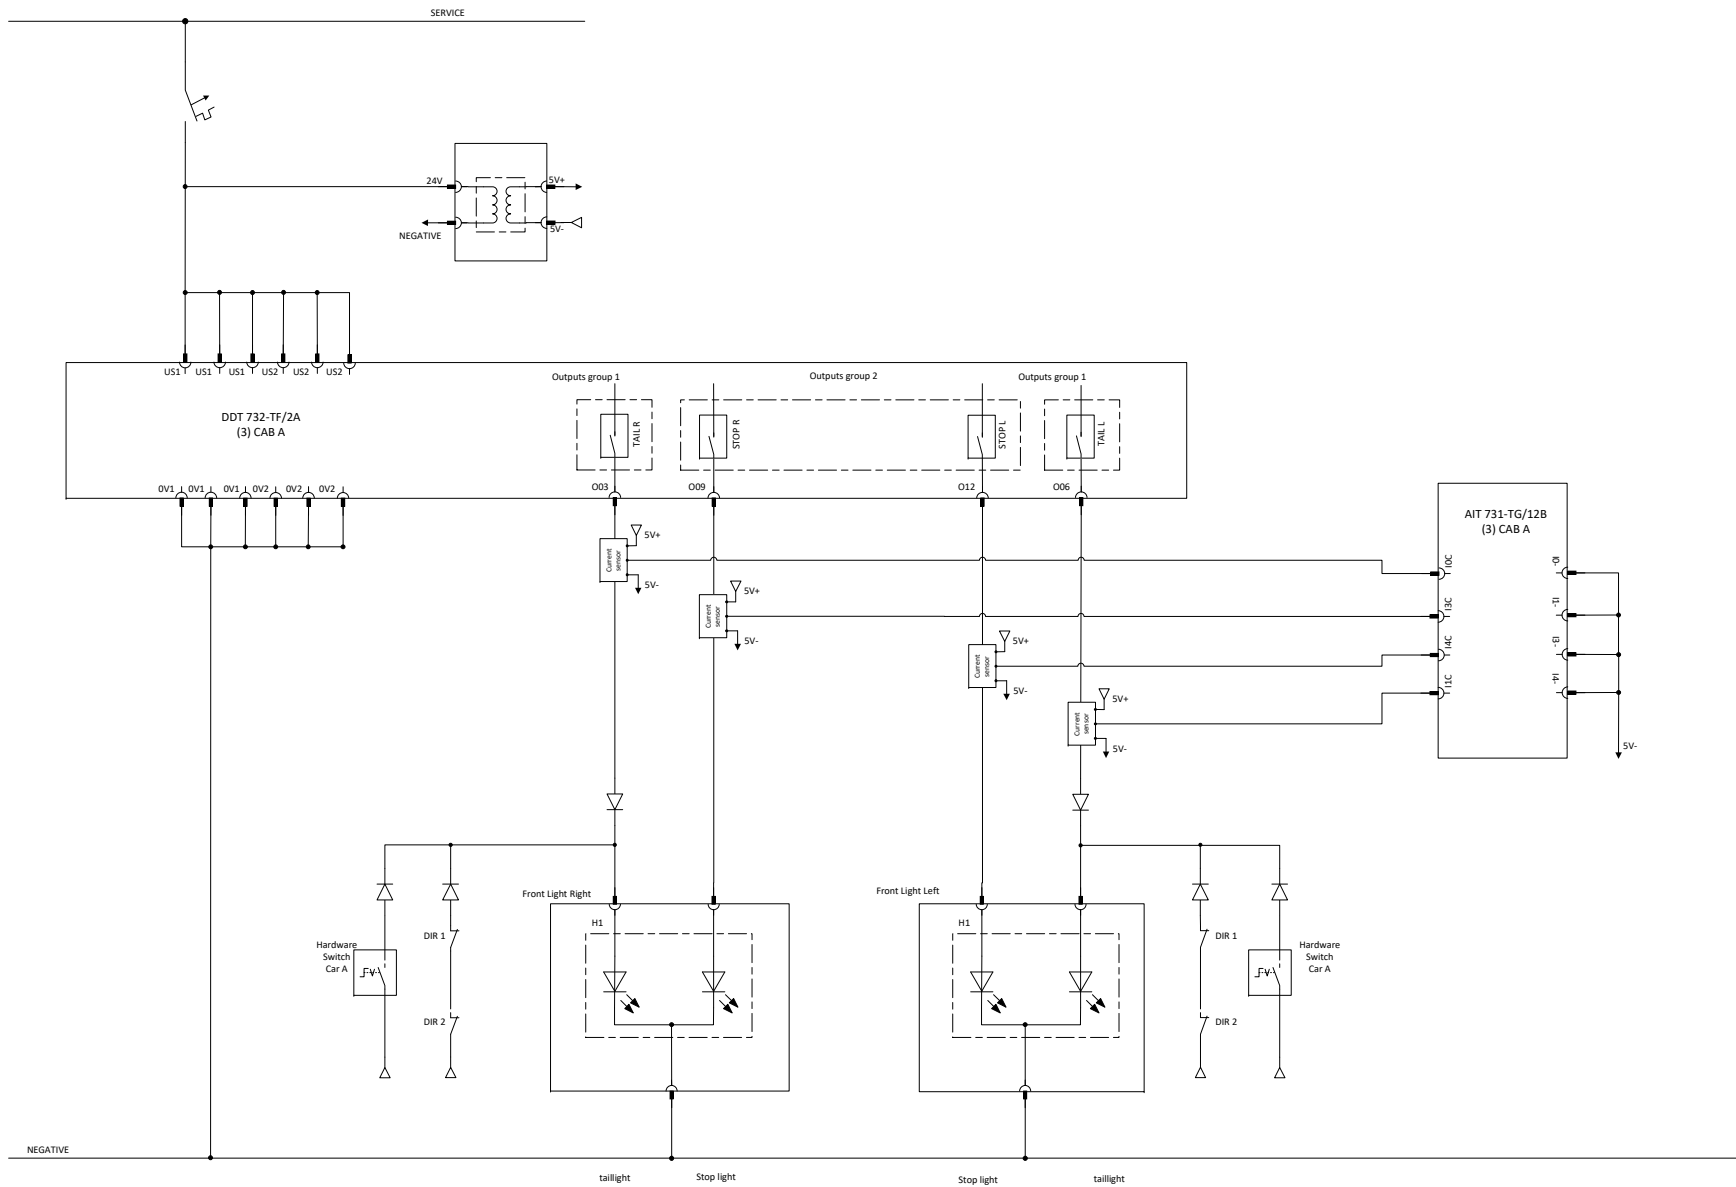 SERVICE
24V
5V+
NEGATIVE
5V-
US1 US1 US1 US2 US2 US2
DDT 732-TF/2A
(3) CAB A
Outputs group 1
Outputs group 2
Outputs group 1
TAIL R
STOP R
STOP L
TAIL L
0V1 0V1 0V1 0V2 0V2 0V2
O03
O09
O12
O06
AIT 731-TG/12B
(3) CAB A
Current
sensor
5V+
5V-
Current
sensor
5V+
5V-
Current
sensor
5V+
5V-
Current
sensor
5V+
5V-
I0C
I3C
I4C
I1C
I0-
I1-
I3-
I4-
5V-
Front Light Right
H1
Hardware
Switch
Car A
DIR 1
DIR 2
Front Light Left
H1
DIR 1
DIR 2
Hardware
Switch
Car A
NEGATIVE
taillight
Stop light
Stop light
taillight